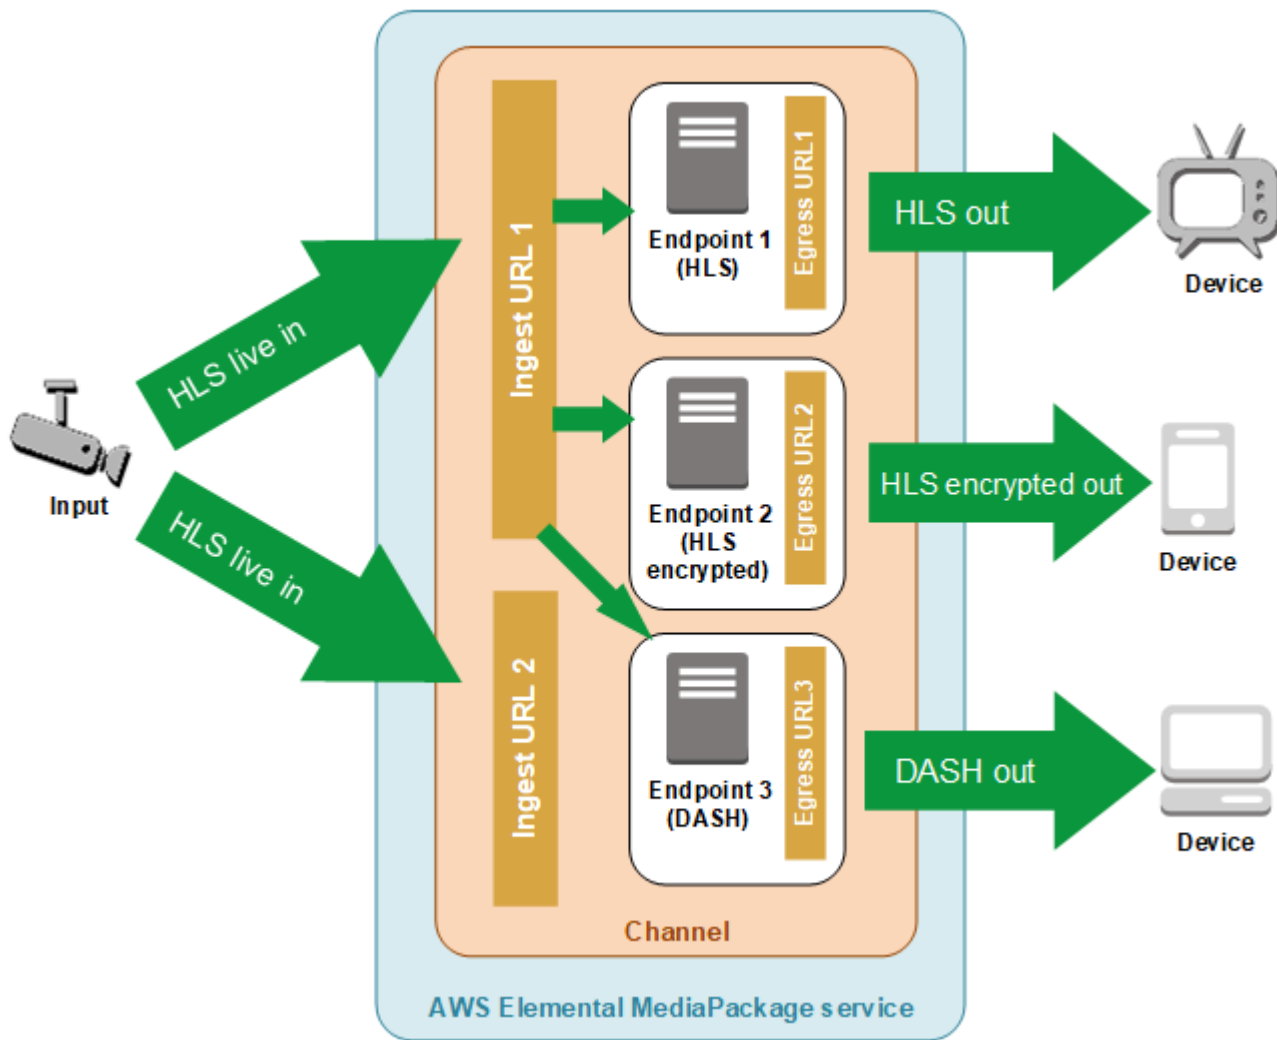 Input
HLS live in
HLS live in
Ingest URL 1
Ingest URL 2
Endpoint 1
(HLS)
Egress URL1
Endpoint 2
(HLS
encrypted)
Egress URL2
Endpoint 3
(DASH)
Egress URL3
HLS out
Device
HLS encrypted out
Device
DASH out
Device
Channel
AWS Elemental MediaPackage service